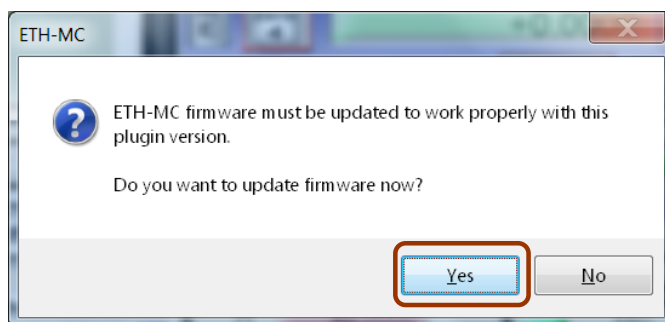 ETH-MC
ETH-MC firmware must be updated to work properly with this
plugin version.
Do you want to update firmware now?
Yes
No